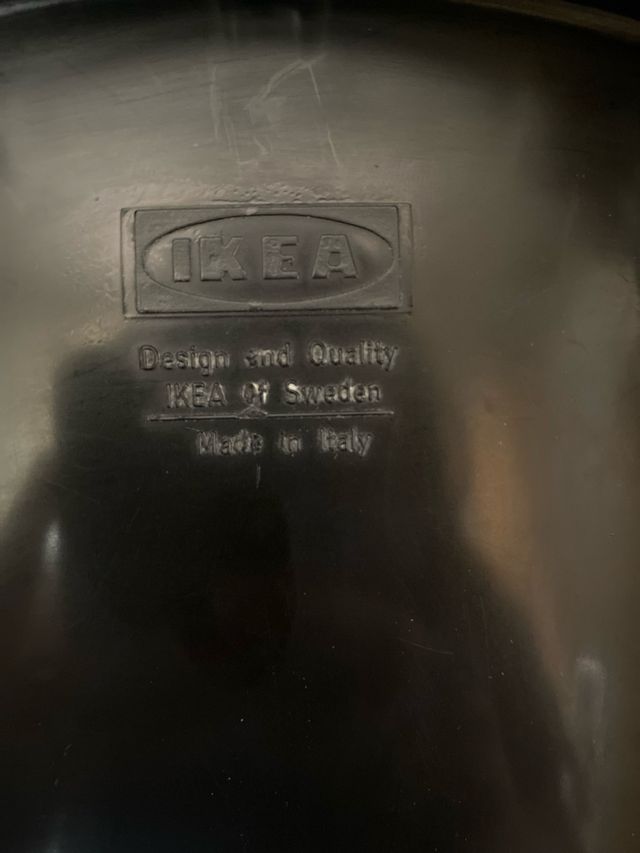 IKEA
Design and Quality
IKEA Of Sweden
Made in Italy